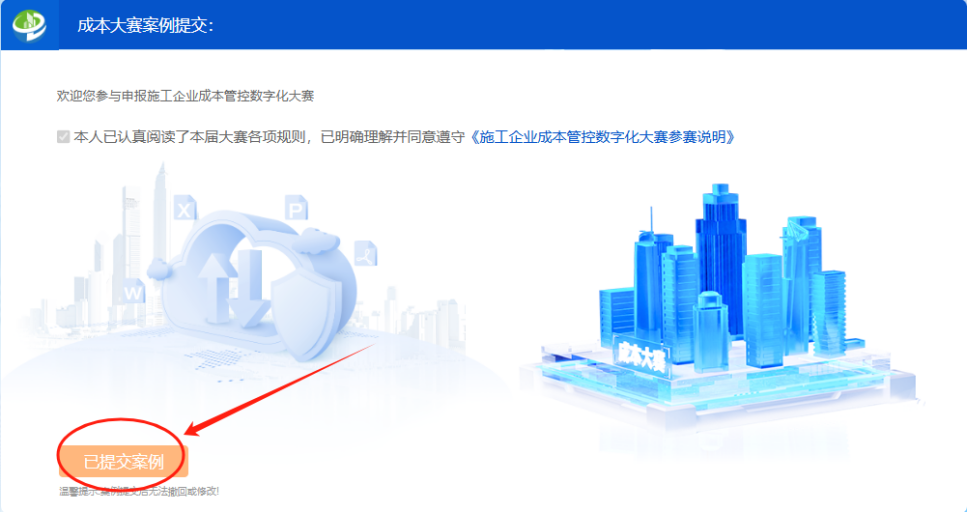 成本大赛案例提交：
欢迎您参与申报施工企业成本管控数字化大赛
本人已认真阅读了本届大赛各项规则，已明确理解并同意遵守《施工企业成本管控数字化大赛参赛说明》
X
P
W
成本大赛
已提交案例
温馨提示:案例提交后无法撤回或修改!